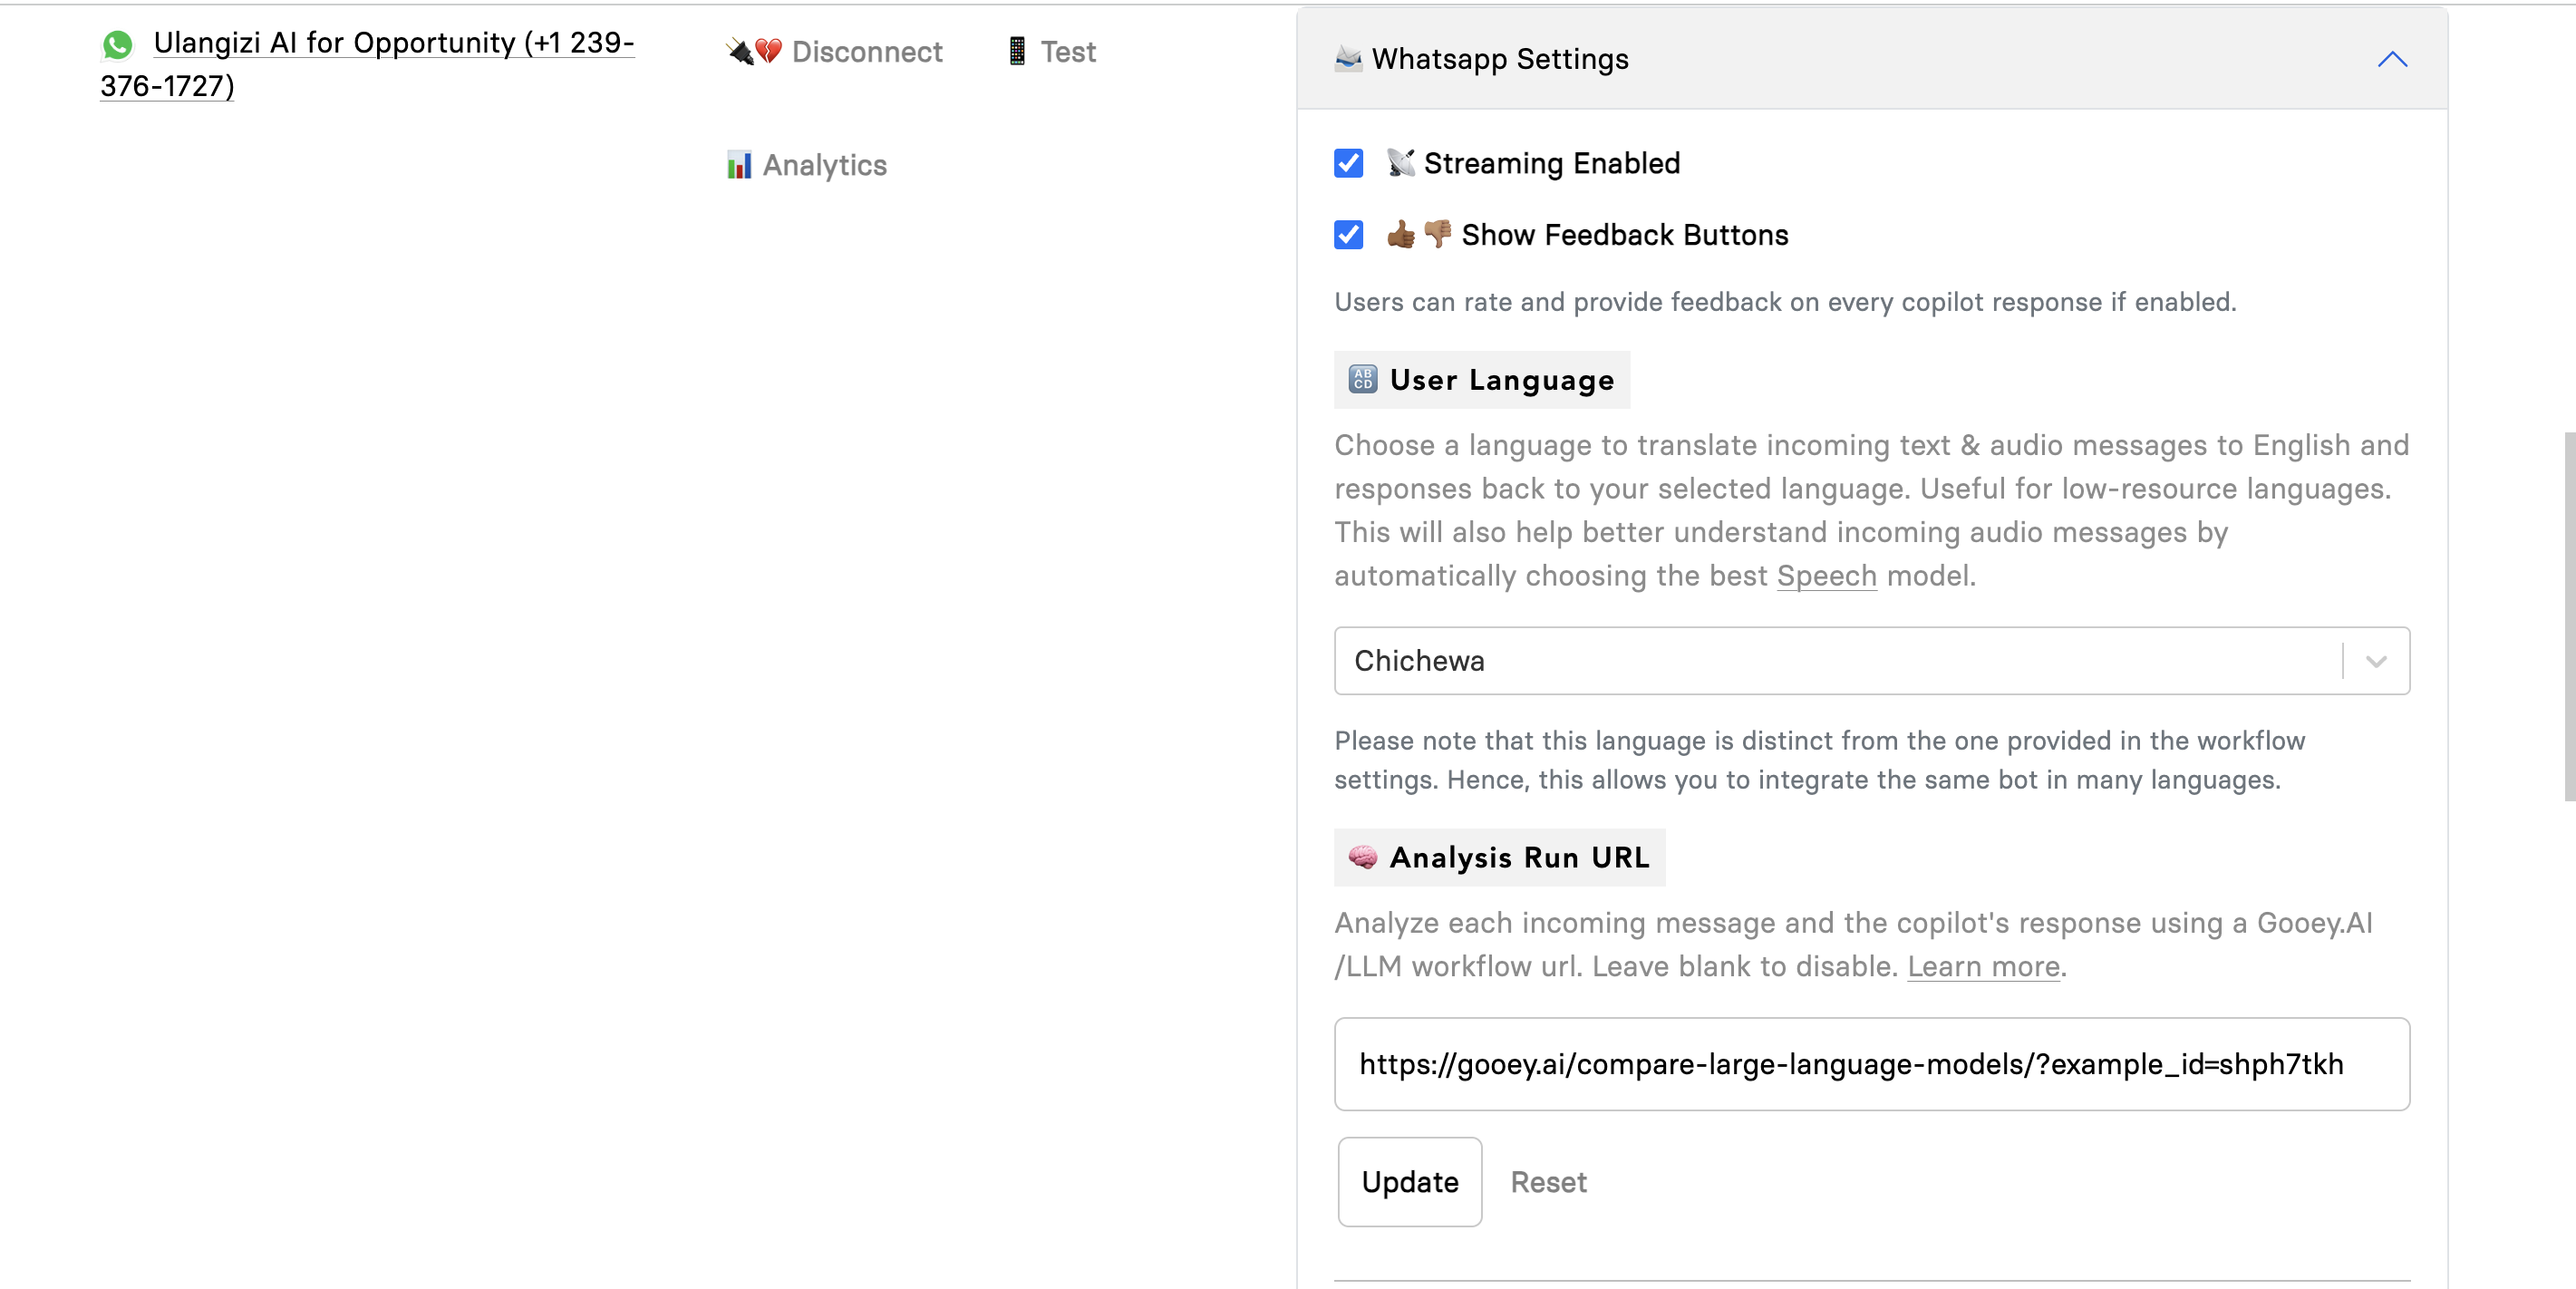 Ulangizi AI for Opportunity (+1 239-
376-1727)
Disconnect
Test
Analytics
Whatsapp Settings
Streaming Enabled
Show Feedback Buttons
Users can rate and provide feedback on every copilot response if enabled.
User Language
Choose a language to translate incoming text & audio messages to English and
responses back to your selected language. Useful for low-resource languages.
This will also help better understand incoming audio messages by
automatically choosing the best Speech model.
Chichewa
Please note that this language is distinct from the one provided in the workflow
settings. Hence, this allows you to integrate the same bot in many languages.
Analysis Run URL
Analyze each incoming message and the copilot's response using a Gooey.AI
/LLM workflow url. Leave blank to disable. Learn more.
https://gooey.ai/compare-large-language-models/?example_id=shph7tkh
Update
Reset